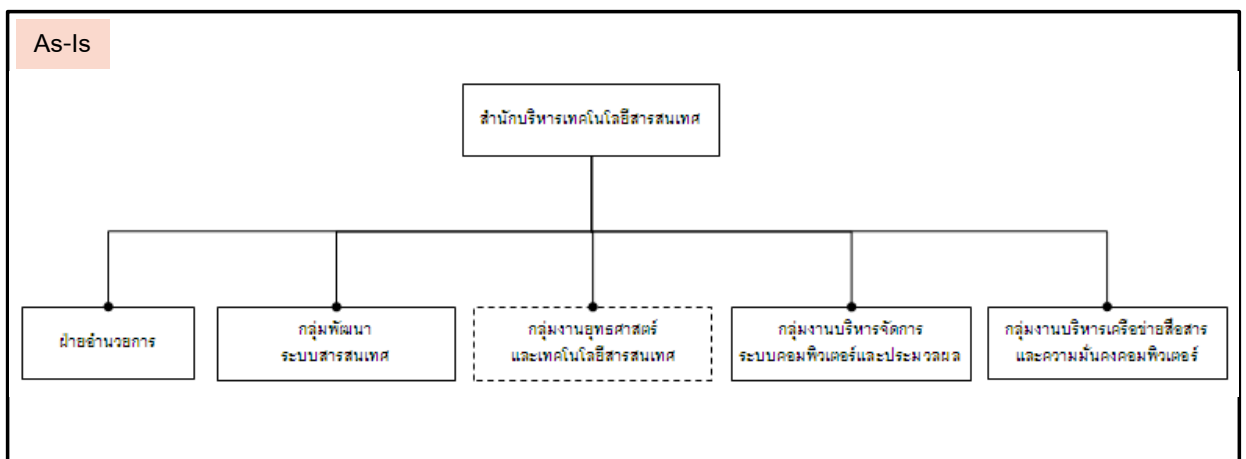 As-Is
สำนักบริหารเทคโนโลยีสารสนเทศ
ฝ่ายอำนวยการ
กลุ่มพัฒนา
ระบบสารสนเทศ
กลุ่มงานยุทธศาสตร์
และเทคโนโลยีสารสนเทศ
กลุ่มงานบริหารจัดการ
ระบบคอมพิวเตอร์และประมวลผล
กลุ่มงานบริหารเครือข่ายสื่อสาร
และความมั่นคงคอมพิวเตอร์